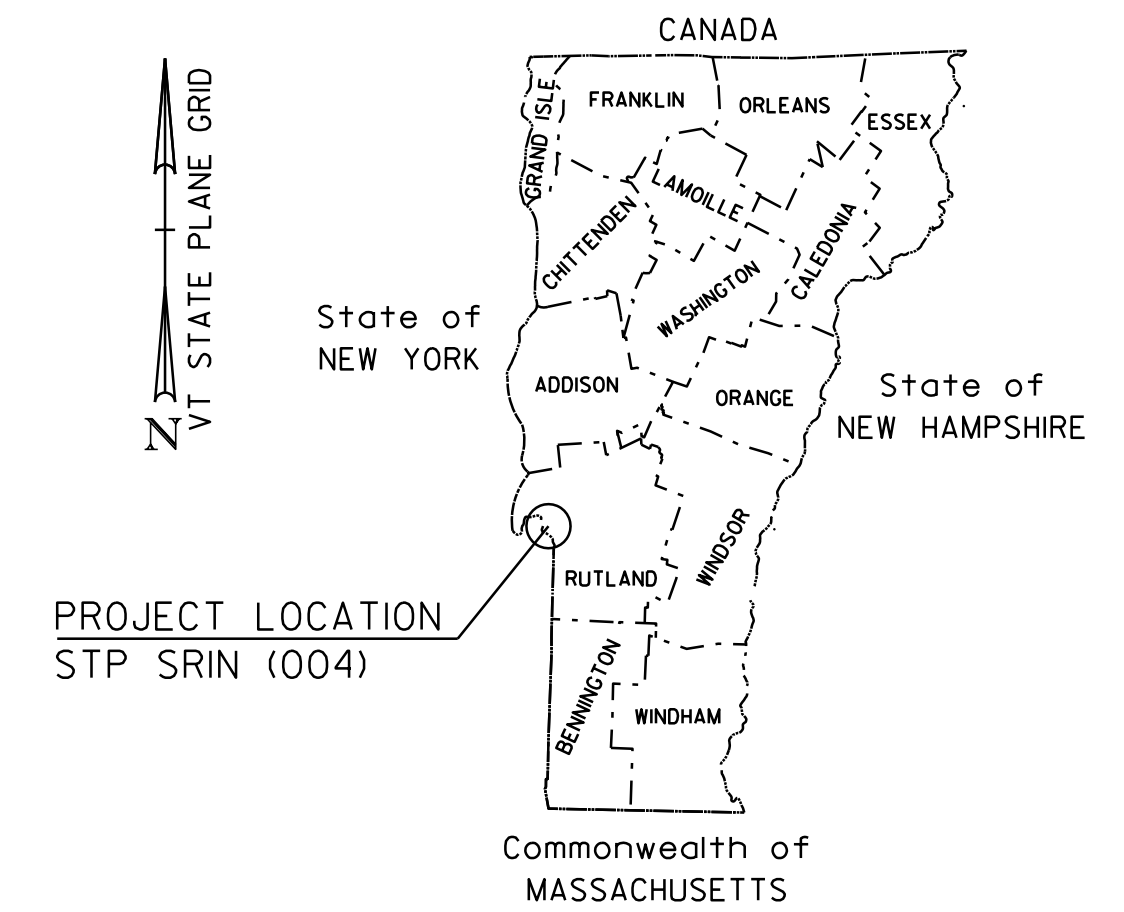 CANADA
VT STATE PLANE GRID
N
GRAND ISLE
FRANKLIN
ORLEANS
ESSEX
LAMOILLE
CHITTENDEN
CALEDONIA
WASHINGTON
State of
NEW YORK
ADDISON
ORANGE
State of
NEW HAMPSHIRE
WINDSOR
RUTLAND
PROJECT LOCATION
STP SRIN (004)
BENNINGTON
WINDHAM
Commonwealth of
MASSACHUSETTS